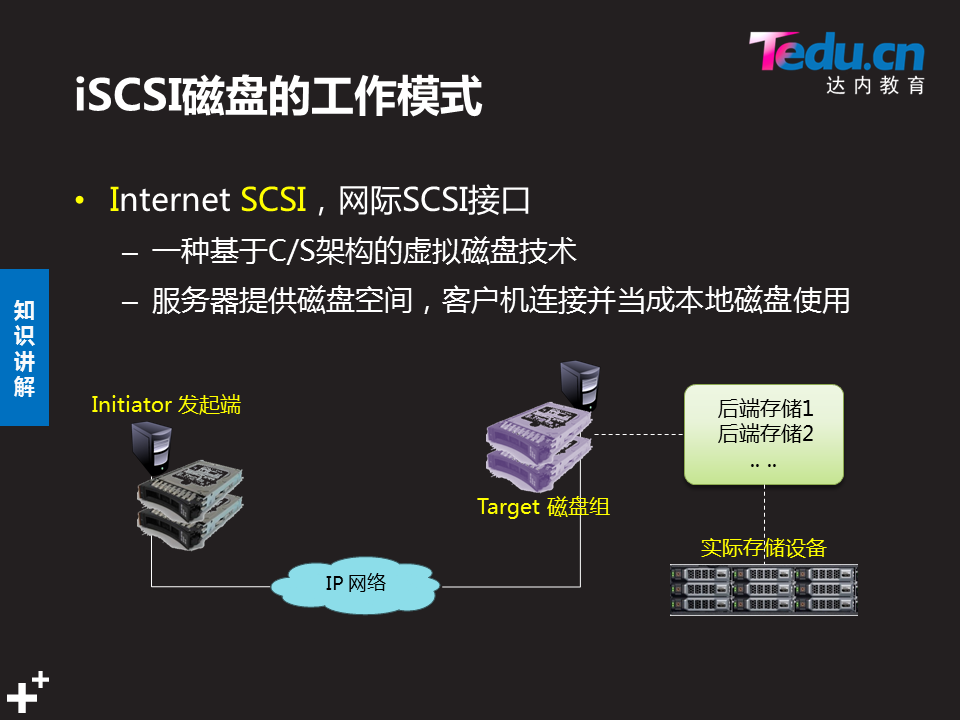 Tedu.cn
达内教育
iSCSI磁盘的工作模式
• Internet SCSI，网际SCSI接口
– 一种基于C/S架构的虚拟磁盘技术
– 服务器提供磁盘空间，客户机连接并当成本地磁盘使用
知识讲解
Initiator 发起端
后端存储1
后端存储2
.. ..
Target 磁盘组
实际存储设备
IP 网络